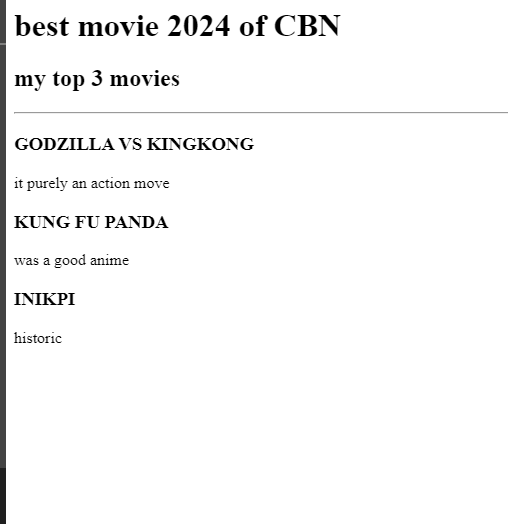 best movie 2024 of CBN
my top 3 movies
GODZILLA VS KINGKONG
it purely an action move
KUNG FU PANDA
was a good anime
INIKPI
historic